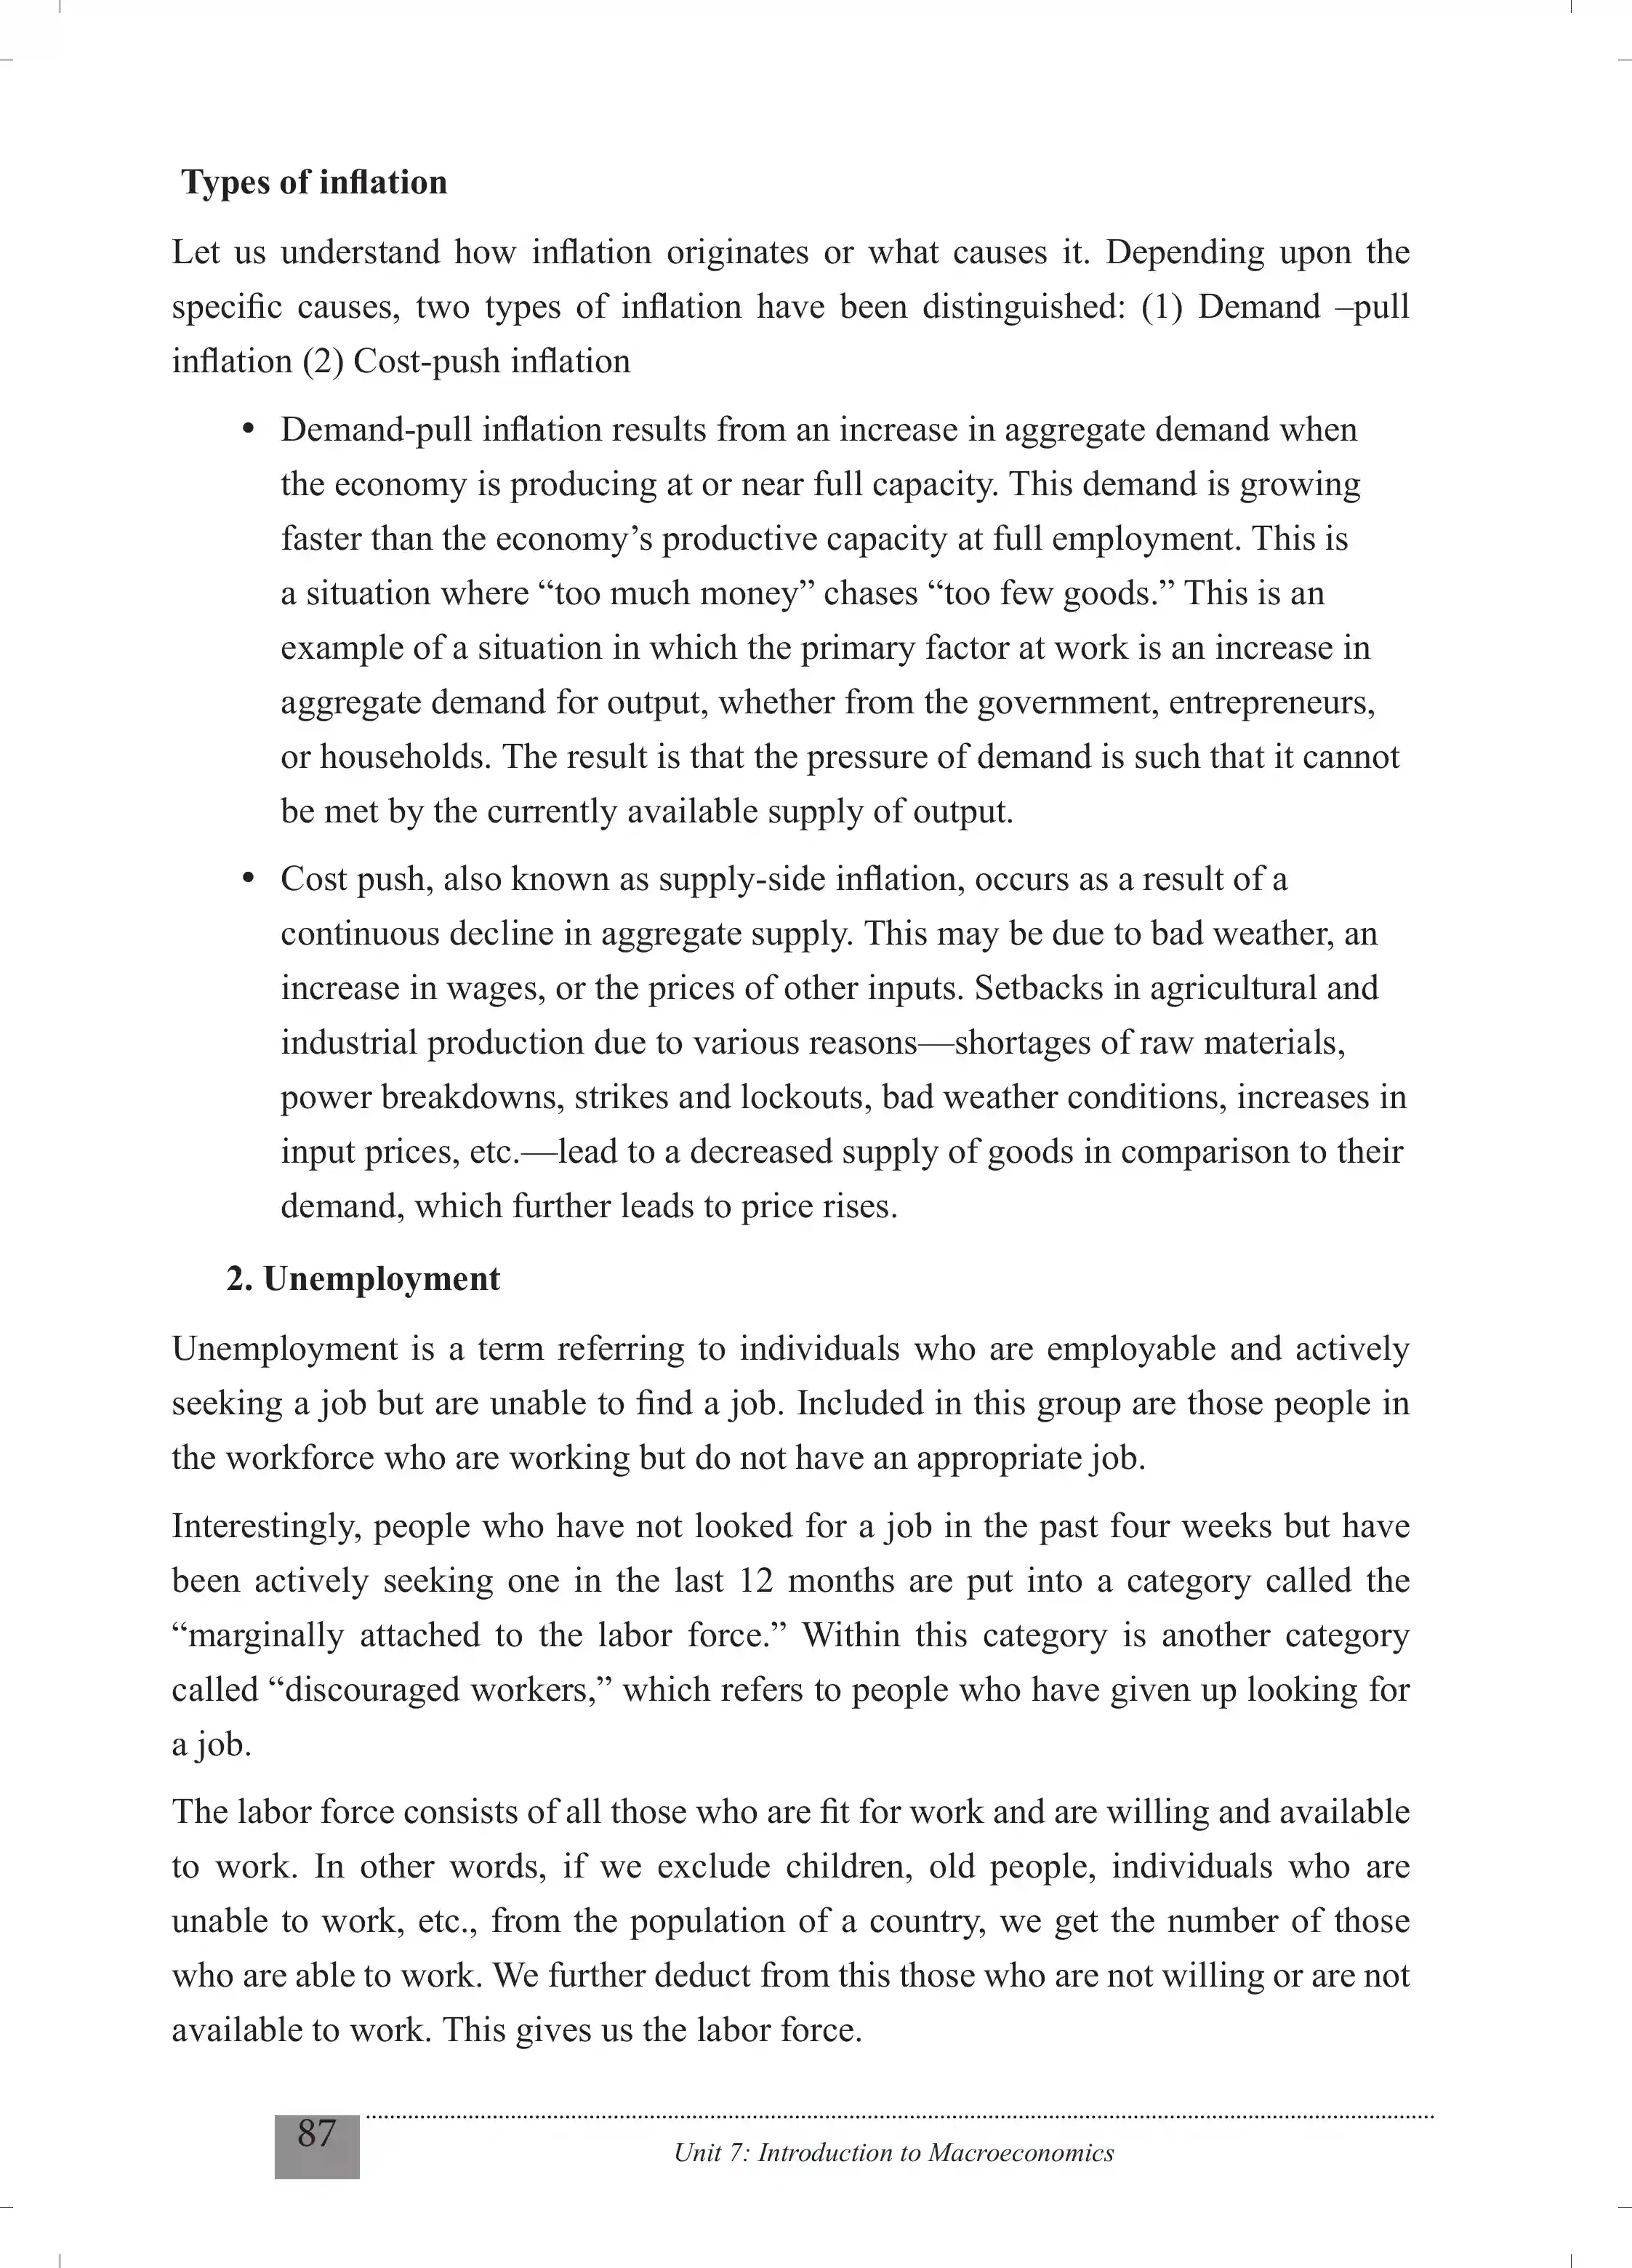 Types of inflation
Let us understand how inflation originates or what causes it. Depending upon the
specific causes, two types of inflation have been distinguished: (1) Demand –pull
inflation (2) Cost-push inflation
• Demand-pull inflation results from an increase in aggregate demand when
the economy is producing at or near full capacity. This demand is growing
faster than the economy’s productive capacity at full employment. This is
a situation where “too much money” chases “too few goods.” This is an
example of a situation in which the primary factor at work is an increase in
aggregate demand for output, whether from the government, entrepreneurs,
or households. The result is that the pressure of demand is such that it cannot
be met by the currently available supply of output.
• Cost push, also known as supply-side inflation, occurs as a result of a
continuous decline in aggregate supply. This may be due to bad weather, an
increase in wages, or the prices of other inputs. Setbacks in agricultural and
industrial production due to various reasons—shortages of raw materials,
power breakdowns, strikes and lockouts, bad weather conditions, increases in
input prices, etc.—lead to a decreased supply of goods in comparison to their
demand, which further leads to price rises.
2. Unemployment
Unemployment is a term referring to individuals who are employable and actively
seeking a job but are unable to find a job. Included in this group are those people in
the workforce who are working but do not have an appropriate job.
Interestingly, people who have not looked for a job in the past four weeks but have
been actively seeking one in the last 12 months are put into a category called the
“marginally attached to the labor force.” Within this category is another category
called “discouraged workers,” which refers to people who have given up looking for
a job.
The labor force consists of all those who are fit for work and are willing and available
to work. In other words, if we exclude children, old people, individuals who are
unable to work, etc., from the population of a country, we get the number of those
who are able to work. We further deduct from this those who are not willing or are not
available to work. This gives us the labor force.
87
Unit 7: Introduction to Macroeconomics